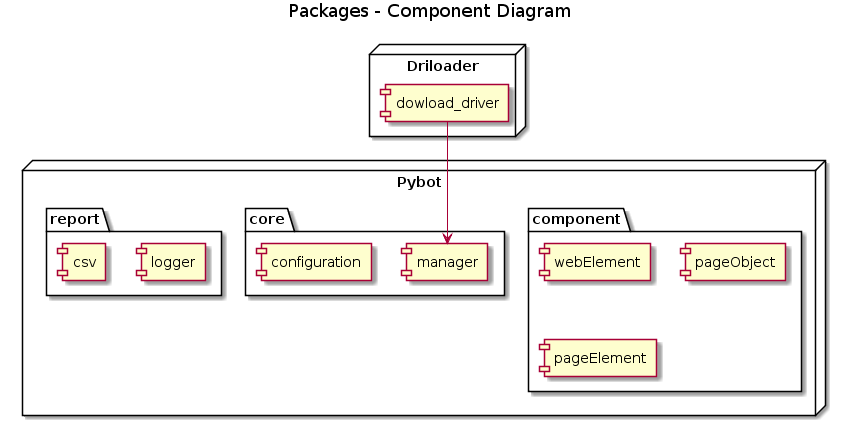 Packages - Component Diagram
Driloader
dowload_driver
Pybot
report
core
component
csv
logger
configuration
manager
webElement
pageObject
pageElement